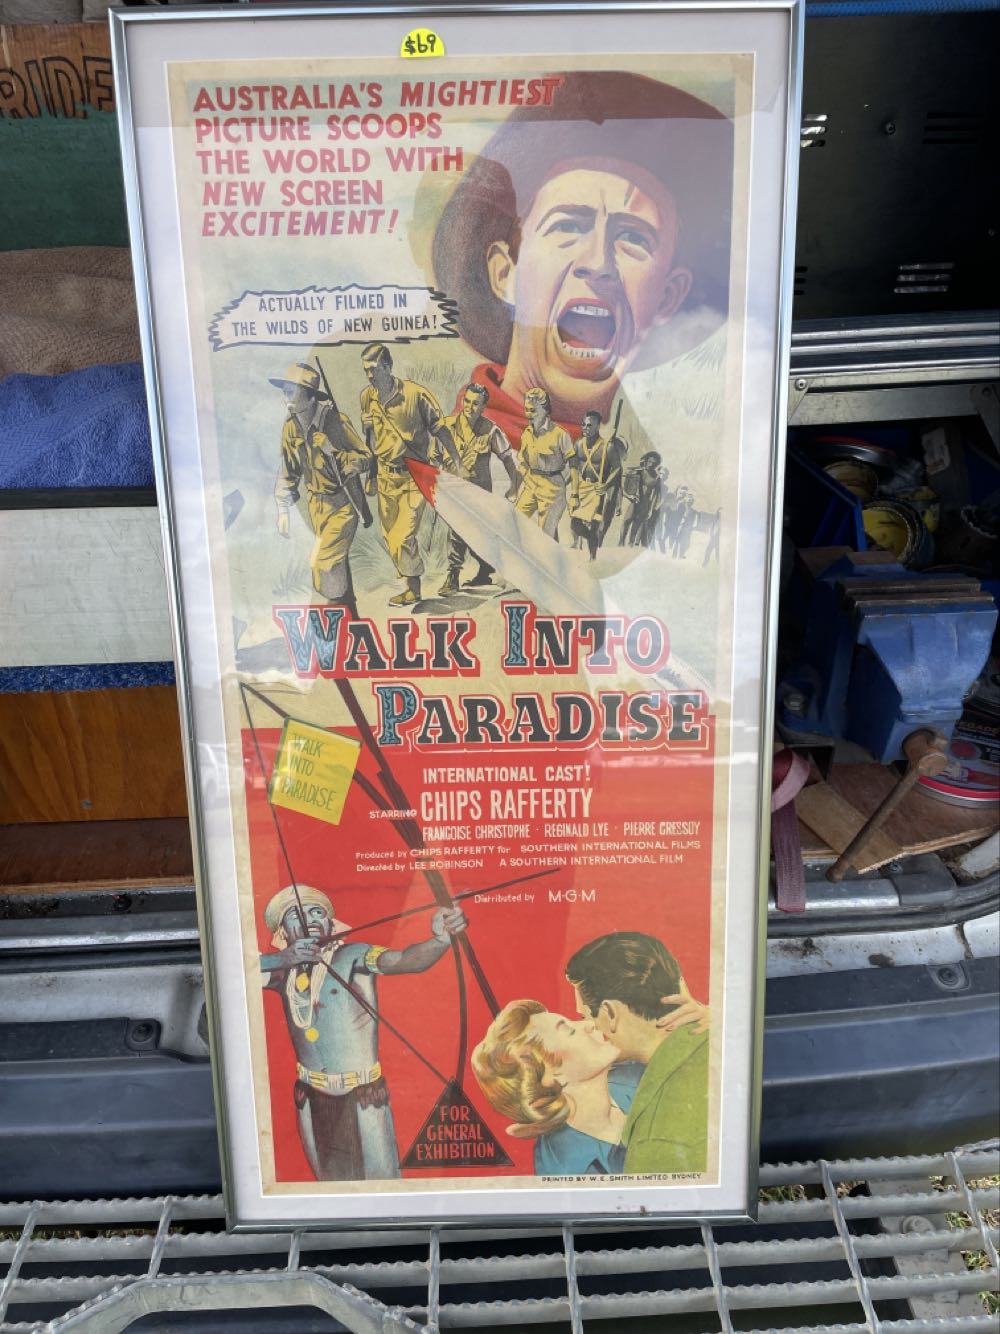 $69
RIDE
AUSTRALIA'S MIGHTIEST
PICTURE SCOOPS
THE WORLD WITH
NEW SCREEN
EXCITEMENT!
ACTUALLY FILMED IN
THE WILDS OF NEW GUINEA!
WALK INTO
PARADISE
WALK
INTO
PARADISE
INTERNATIONAL CAST!
STARRING CHIPS RAFFERTY
FRANCOISE CHRISTOPHE · REGINALD LYE · PIERRE CRESSOY
Produced by CHIPS RAFFERTY for SOUTHERN INTERNATIONAL FILMS
Directed by LEE ROBINSON A SOUTHERN INTERNATIONAL FILM
Distributed by M-G-M
FOR
GENERAL
EXHIBITION
PRINTED BY W. E. SMITH LIMITED SYDNEY